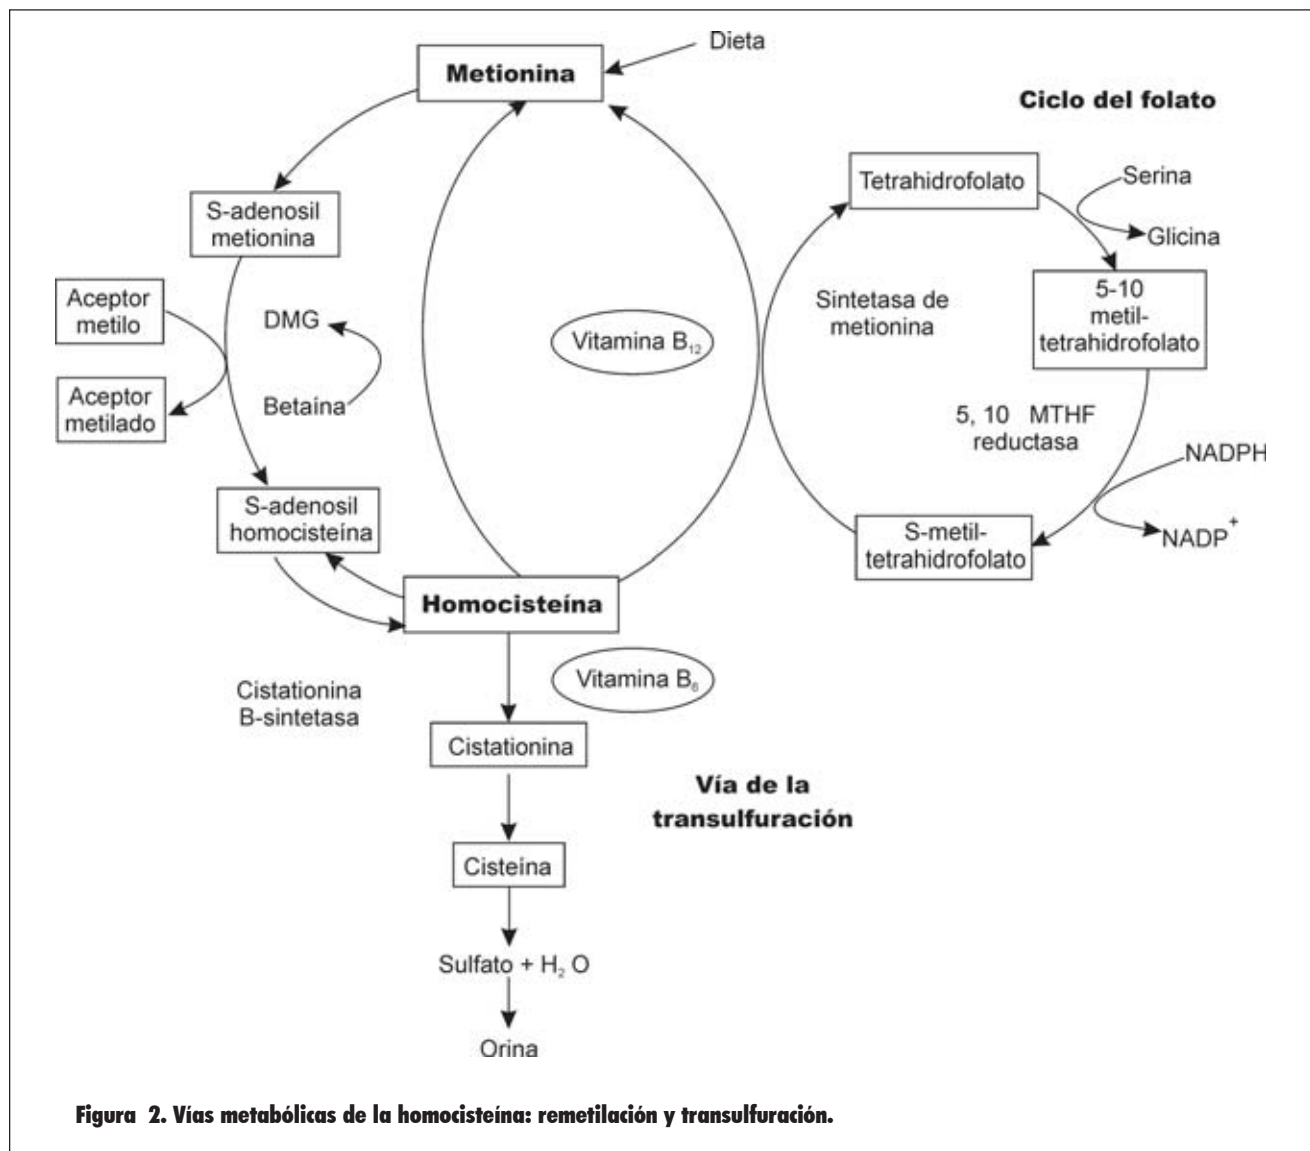 Dieta
Metionina
Ciclo del folato
Tetrahidrofolato
Serina
Glicina
S-adenosil
metionina
Aceptor
metilo
DMG
Vitamina B₁₂
Sintetasa de
metionina
5-10
metil-
tetrahidrofolato
Aceptor
metilado
Betaína
5, 10 MTHF
reductasa
NADPH
S-adenosil
homocisteína
S-metil-
tetrahidrofolato
NADP⁺
Homocisteína
Vitamina B₆
Cistationina
B-sintetasa
Cistationina
Vía de la
transulfuración
Cisteína
Sulfato + H₂ O
Orina
Figura 2. Vías metabólicas de la homocisteína: remetilación y transulfuración.